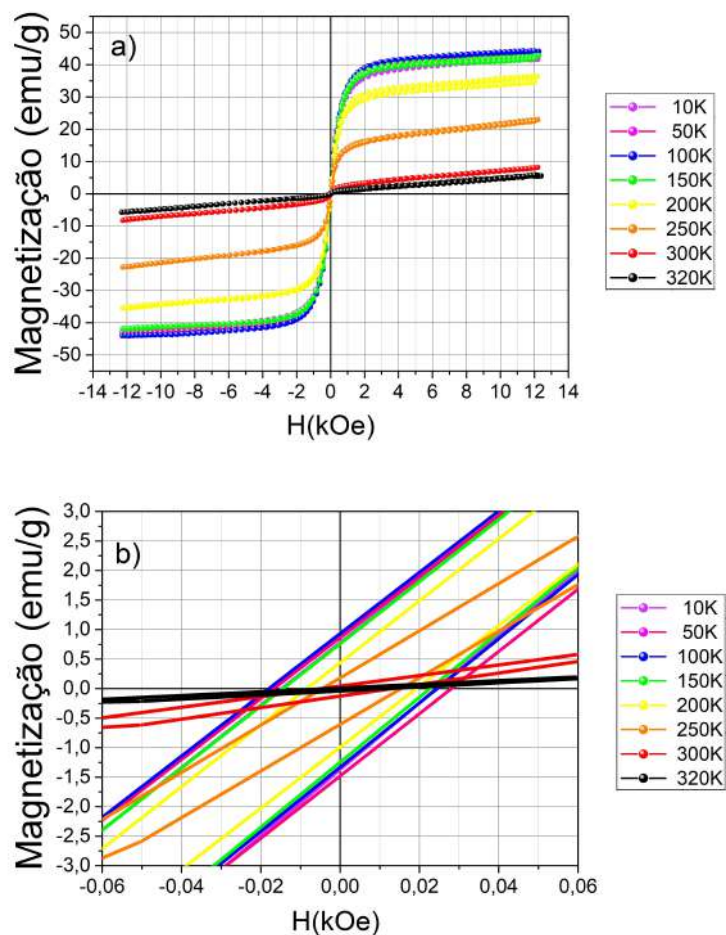 a)
Magnetização (emu/g)
50
40
30
20
10
0
-10
-20
-30
-40
-50
-14 -12 -10 -8 -6 -4 -2 0 2 4 6 8 10 12 14
H(kOe)
10K
50K
100K
150K
200K
250K
300K
320K
b)
Magnetização (emu/g)
3,0
2,5
2,0
1,5
1,0
0,5
0,0
-0,5
-1,0
-1,5
-2,0
-2,5
-3,0
-0,06 -0,04 -0,02 0,00 0,02 0,04 0,06
H(kOe)
10K
50K
100K
150K
200K
250K
300K
320K